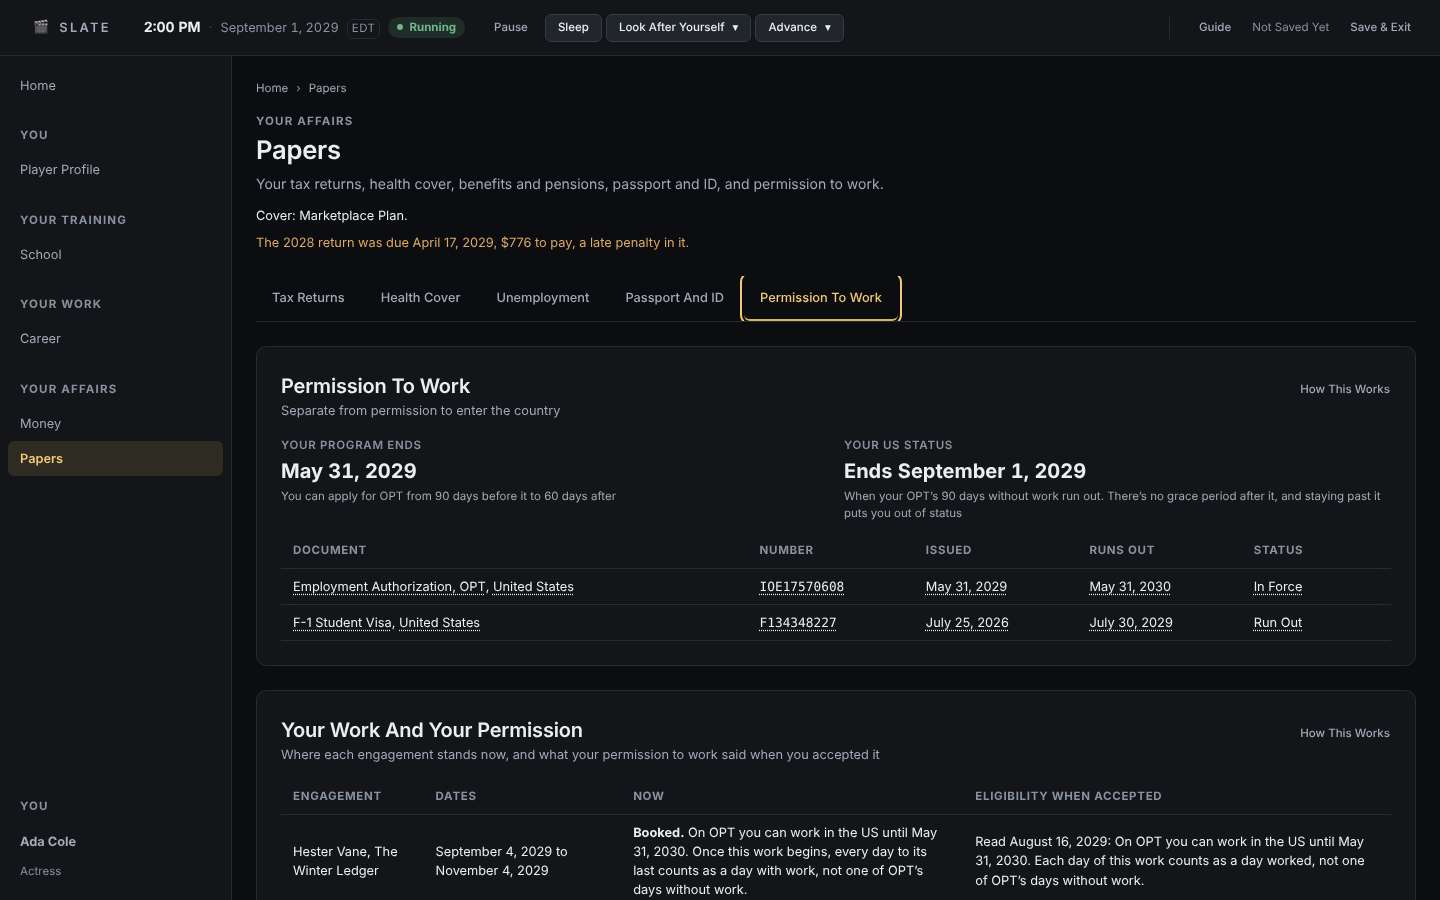 SLATE
2:00 PM · September 1, 2029 EDT Running Pause Sleep Look After Yourself ▾ Advance ▾ Guide Not Saved Yet Save & Exit
Home
YOU
Player Profile
YOUR TRAINING
School
YOUR WORK
Career
YOUR AFFAIRS
Money
Papers
YOU
Ada Cole
Actress
Home › Papers
YOUR AFFAIRS
Papers
Your tax returns, health cover, benefits and pensions, passport and ID, and permission to work.
Cover: Marketplace Plan.
The 2028 return was due April 17, 2029, $776 to pay, a late penalty in it.
Tax Returns Health Cover Unemployment Passport And ID Permission To Work
Permission To Work How This Works
Separate from permission to enter the country
YOUR PROGRAM ENDS
May 31, 2029
You can apply for OPT from 90 days before it to 60 days after
YOUR US STATUS
Ends September 1, 2029
When your OPT’s 90 days without work run out. There’s no grace period after it, and staying past it
puts you out of status
DOCUMENT NUMBER ISSUED RUNS OUT STATUS
Employment Authorization, OPT, United States IOE17570608 May 31, 2029 May 31, 2030 In Force
F-1 Student Visa, United States F134348227 July 25, 2026 July 30, 2029 Run Out
Your Work And Your Permission How This Works
Where each engagement stands now, and what your permission to work said when you accepted it
ENGAGEMENT DATES NOW ELIGIBILITY WHEN ACCEPTED
Hester Vane, The
Winter Ledger
September 4, 2029 to
November 4, 2029
Booked. On OPT you can work in the US until May
31, 2030. Once this work begins, every day to its
last counts as a day with work, not one of OPT’s
days without work.
Read August 16, 2029: On OPT you can work in the US until May
31, 2030. Each day of this work counts as a day worked, not one
of OPT’s days without work.